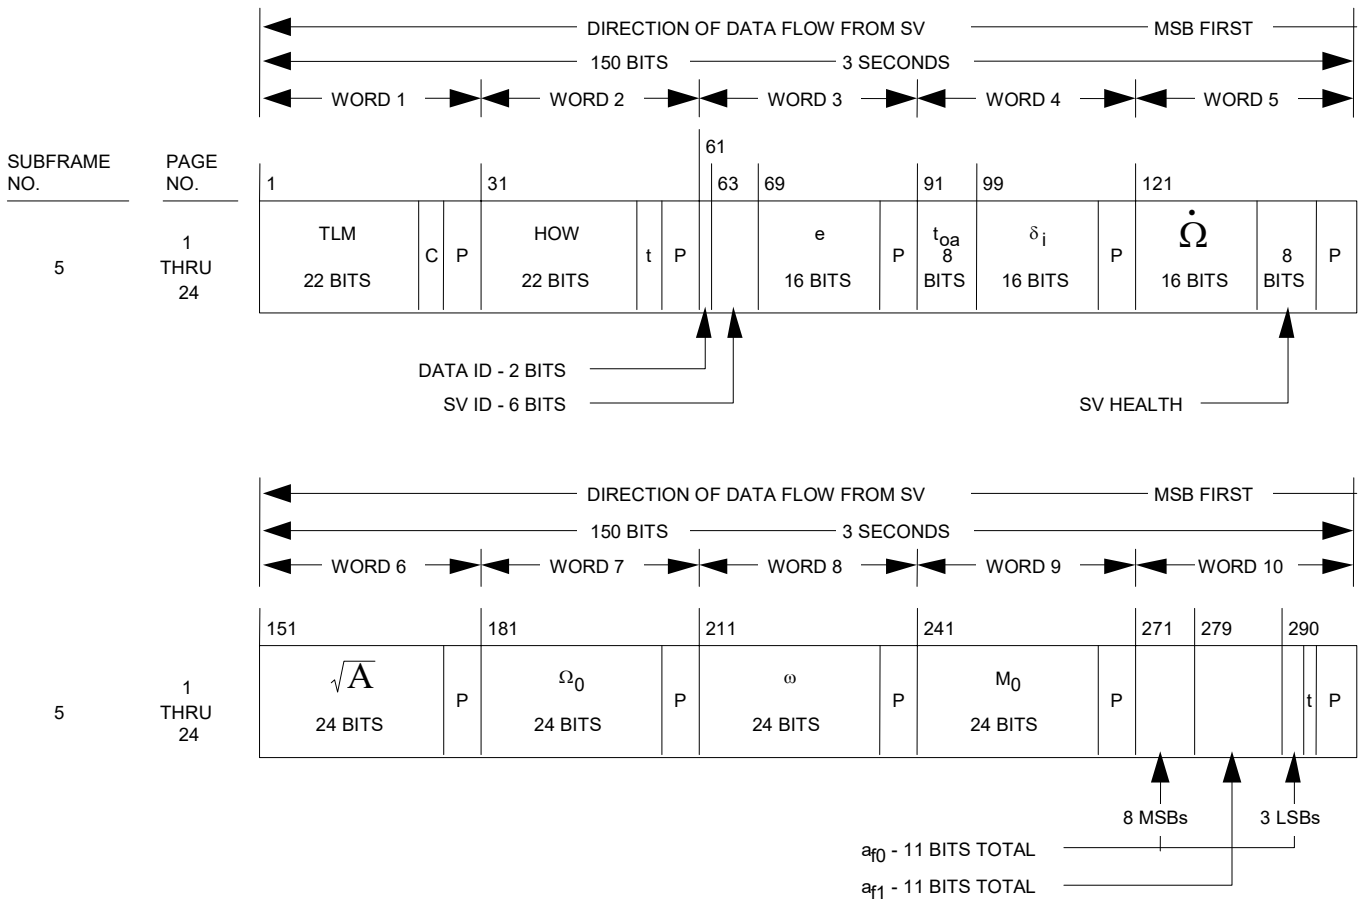 DIRECTION OF DATA FLOW FROM SV MSB FIRST
150 BITS 3 SECONDS
WORD 1 WORD 2 WORD 3 WORD 4 WORD 5
SUBFRAME NO. PAGE NO.
61
1 31 63 69 91 99 121
5
1 THRU 24
TLM 22 BITS
C
P
HOW 22 BITS
t
P
e 16 BITS
P
tₒₐ 8 BITS
δᵢ 16 BITS
P
Ω̇ 16 BITS
8 BITS
P
DATA ID - 2 BITS
SV ID - 6 BITS
SV HEALTH
DIRECTION OF DATA FLOW FROM SV MSB FIRST
150 BITS 3 SECONDS
WORD 6 WORD 7 WORD 8 WORD 9 WORD 10
151 181 211 241 271 279 290
5
1 THRU 24
√A 24 BITS
P
Ω₀ 24 BITS
P
ω 24 BITS
P
M₀ 24 BITS
P
t
P
8 MSBs 3 LSBs
a_f0 - 11 BITS TOTAL
a_f1 - 11 BITS TOTAL